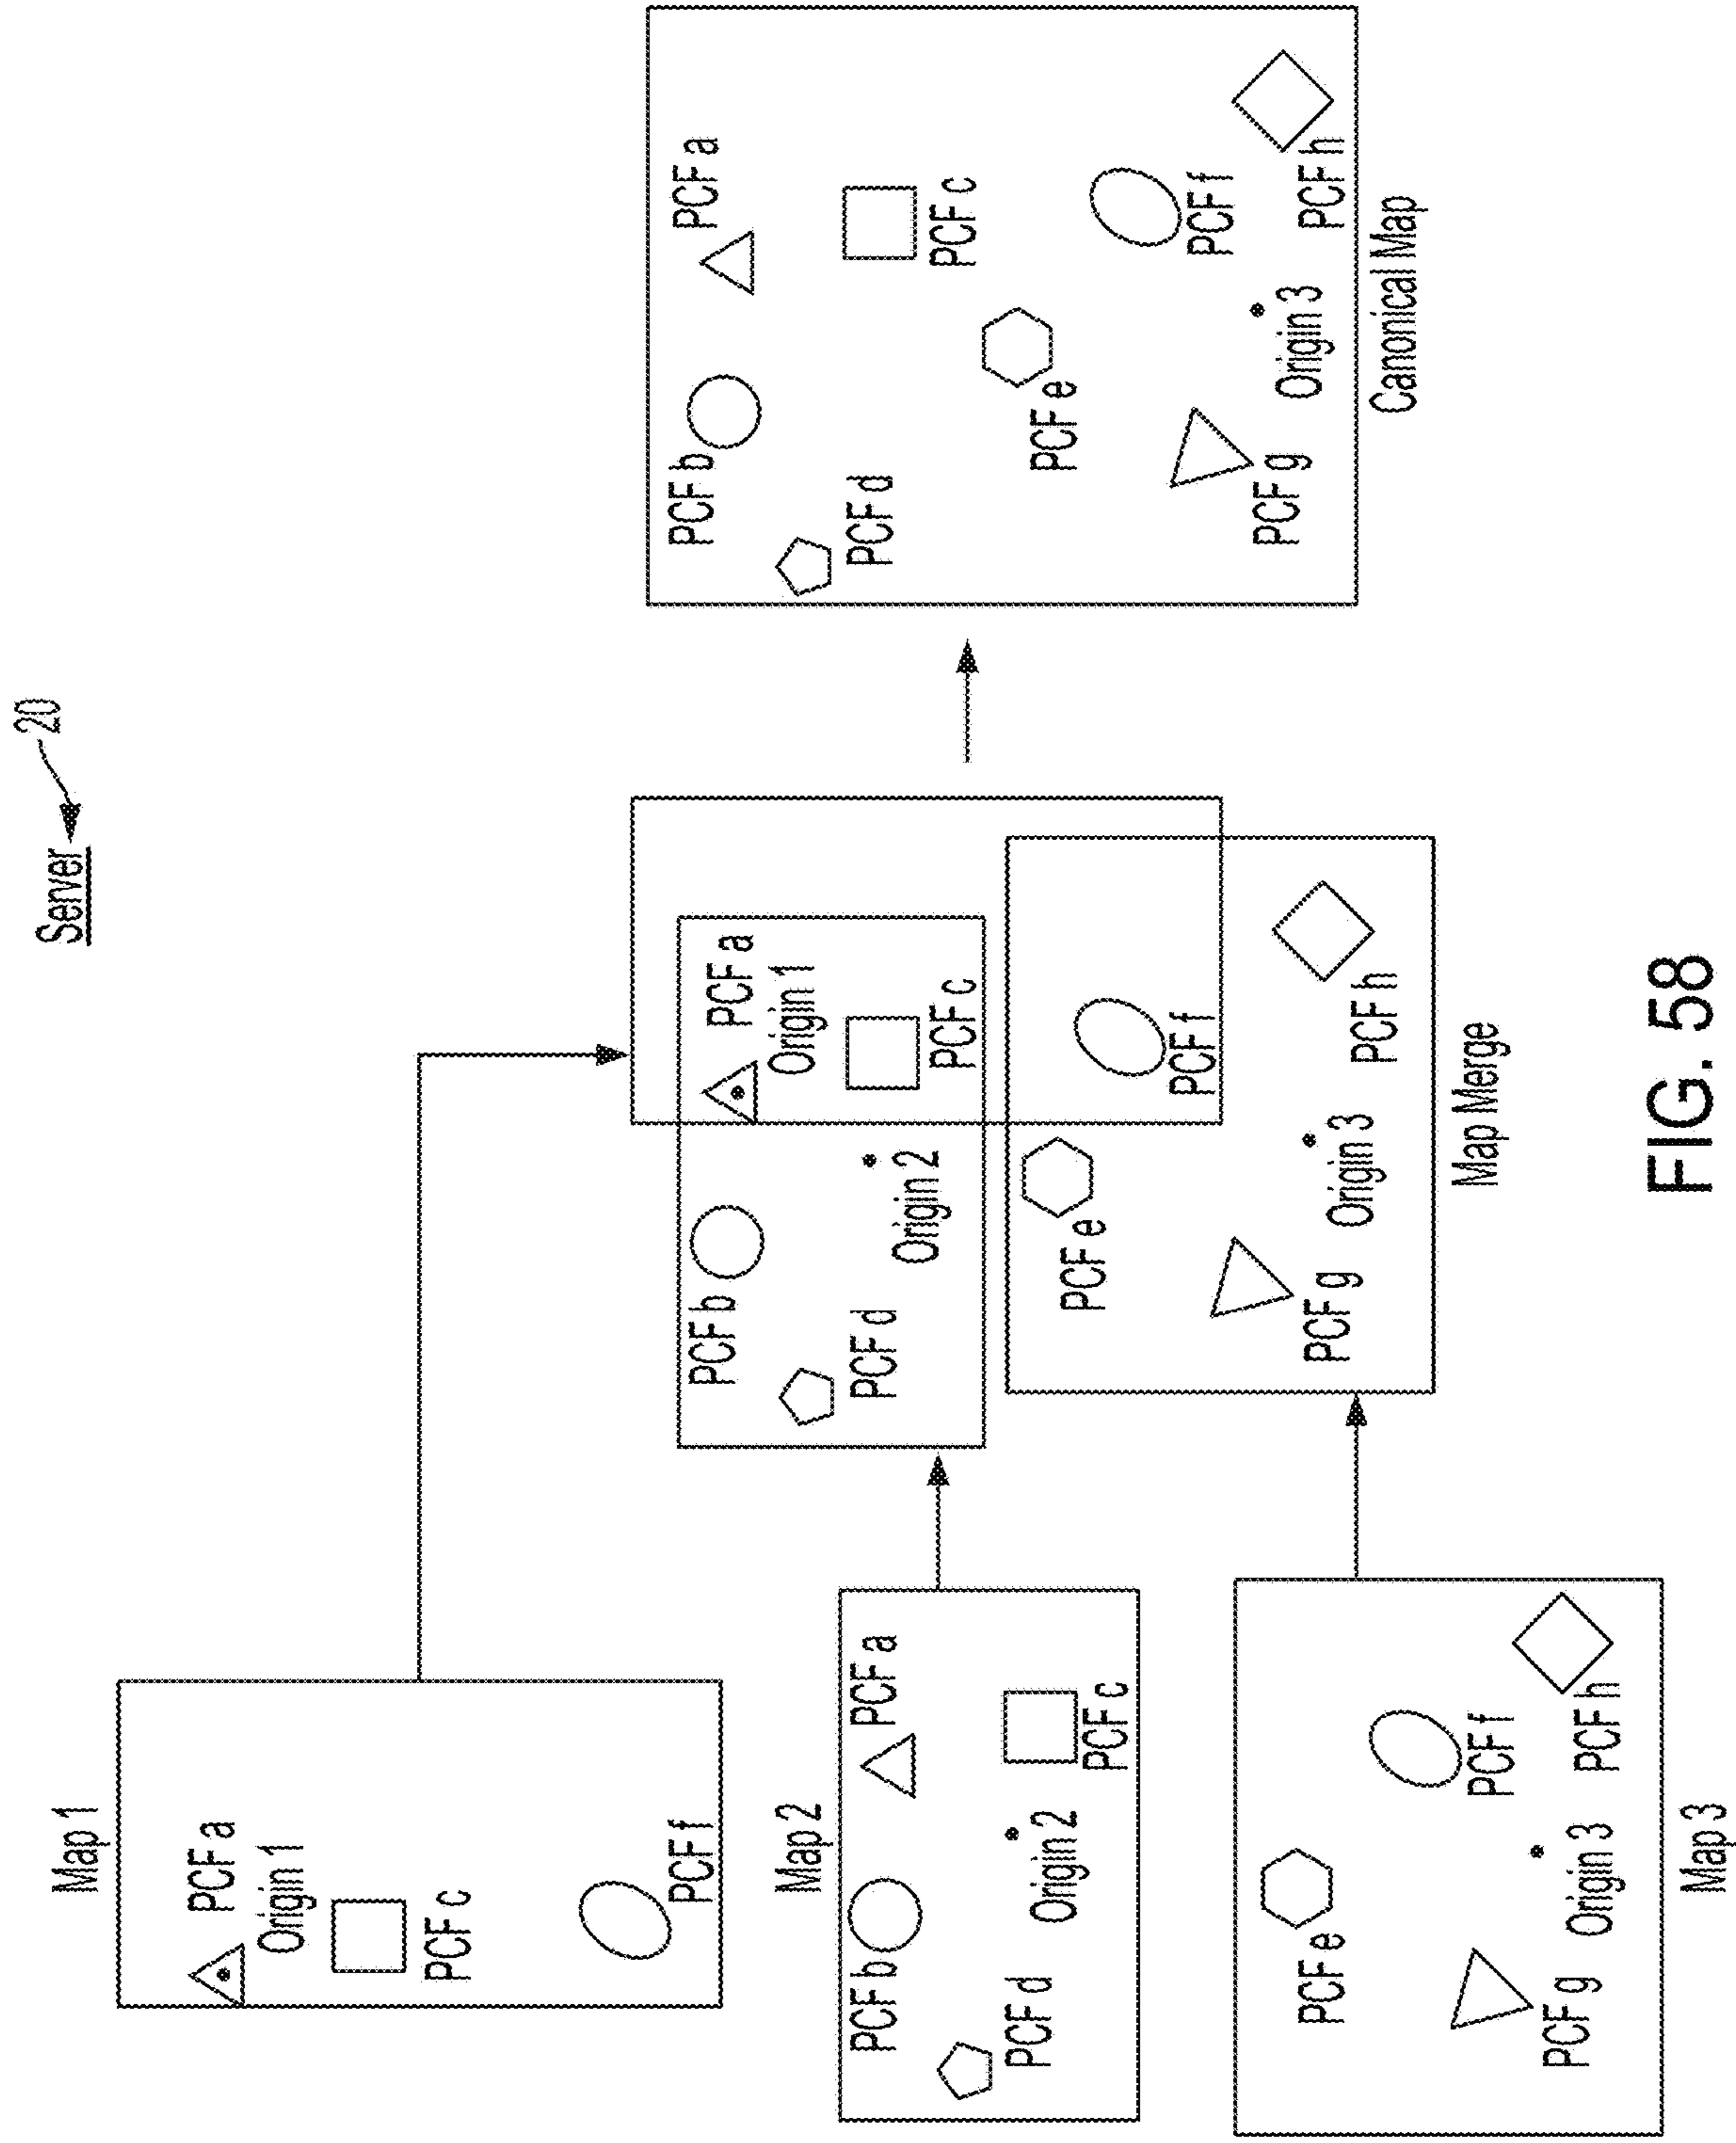 Server
20
Map 1
PCF a
Origin 1
PCF c
PCF f
Map 2
PCF b
PCF a
PCF d
Origin 2
PCF c
PCF e
PCF f
PCF g
Origin 3
PCF h
Map 3
PCF b
PCF a
Origin 1
PCF d
Origin 2
PCF c
PCF e
PCF f
PCF g
Origin 3
PCF h
Map Merge
PCF b
PCF a
PCF d
PCF c
PCF e
PCF f
PCF g
Origin 3
PCF h
Canonical Map
FIG. 58